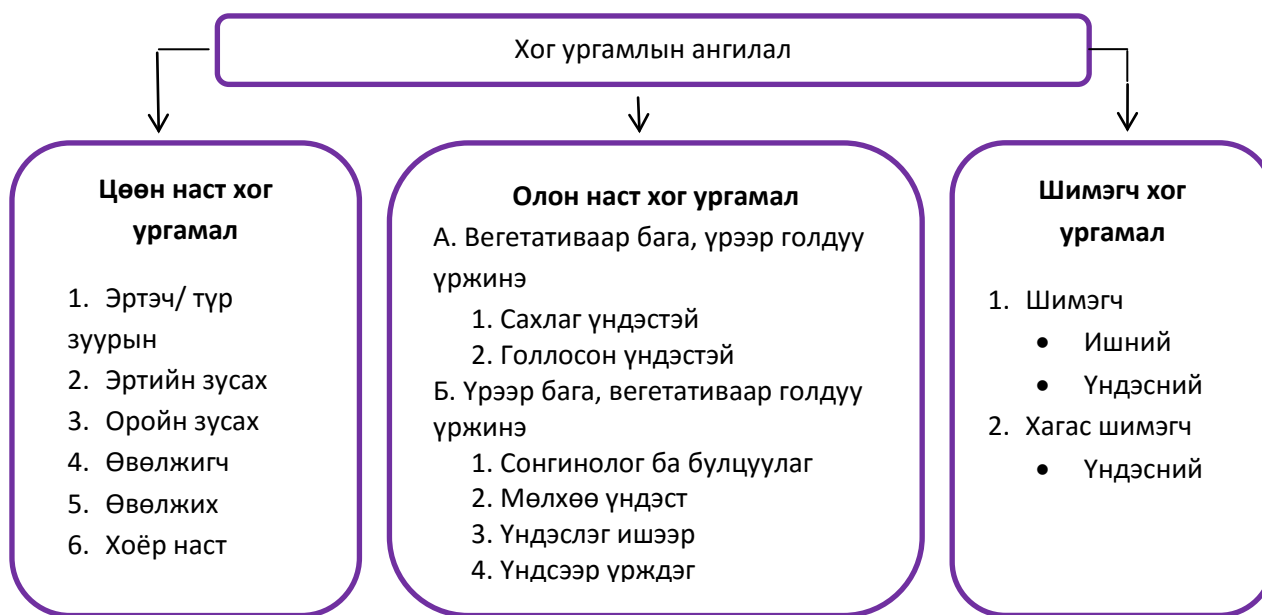 Хог ургамлын ангилал
Цөөн наст хог
ургамал
1. Эртэч/ түр
зуурын
2. Эртийн зусах
3. Оройн зусах
4. Өвөлжигч
5. Өвөлжих
6. Хоёр наст
Олон наст хог ургамал
А. Вегетативаар бага, үрээр голдуу
үржинэ
1. Сахлаг үндэстэй
2. Голлосон үндэстэй
Б. Үрээр бага, вегетативаар голдуу
үржинэ
1. Сонгинолог ба булцуулаг
2. Мөлхөө үндэст
3. Үндэслэг ишээр
4. Үндсээр үрждэг
Шимэгч хог
ургамал
1. Шимэгч
• Ишний
• Үндэсний
2. Хагас шимэгч
• Үндэсний